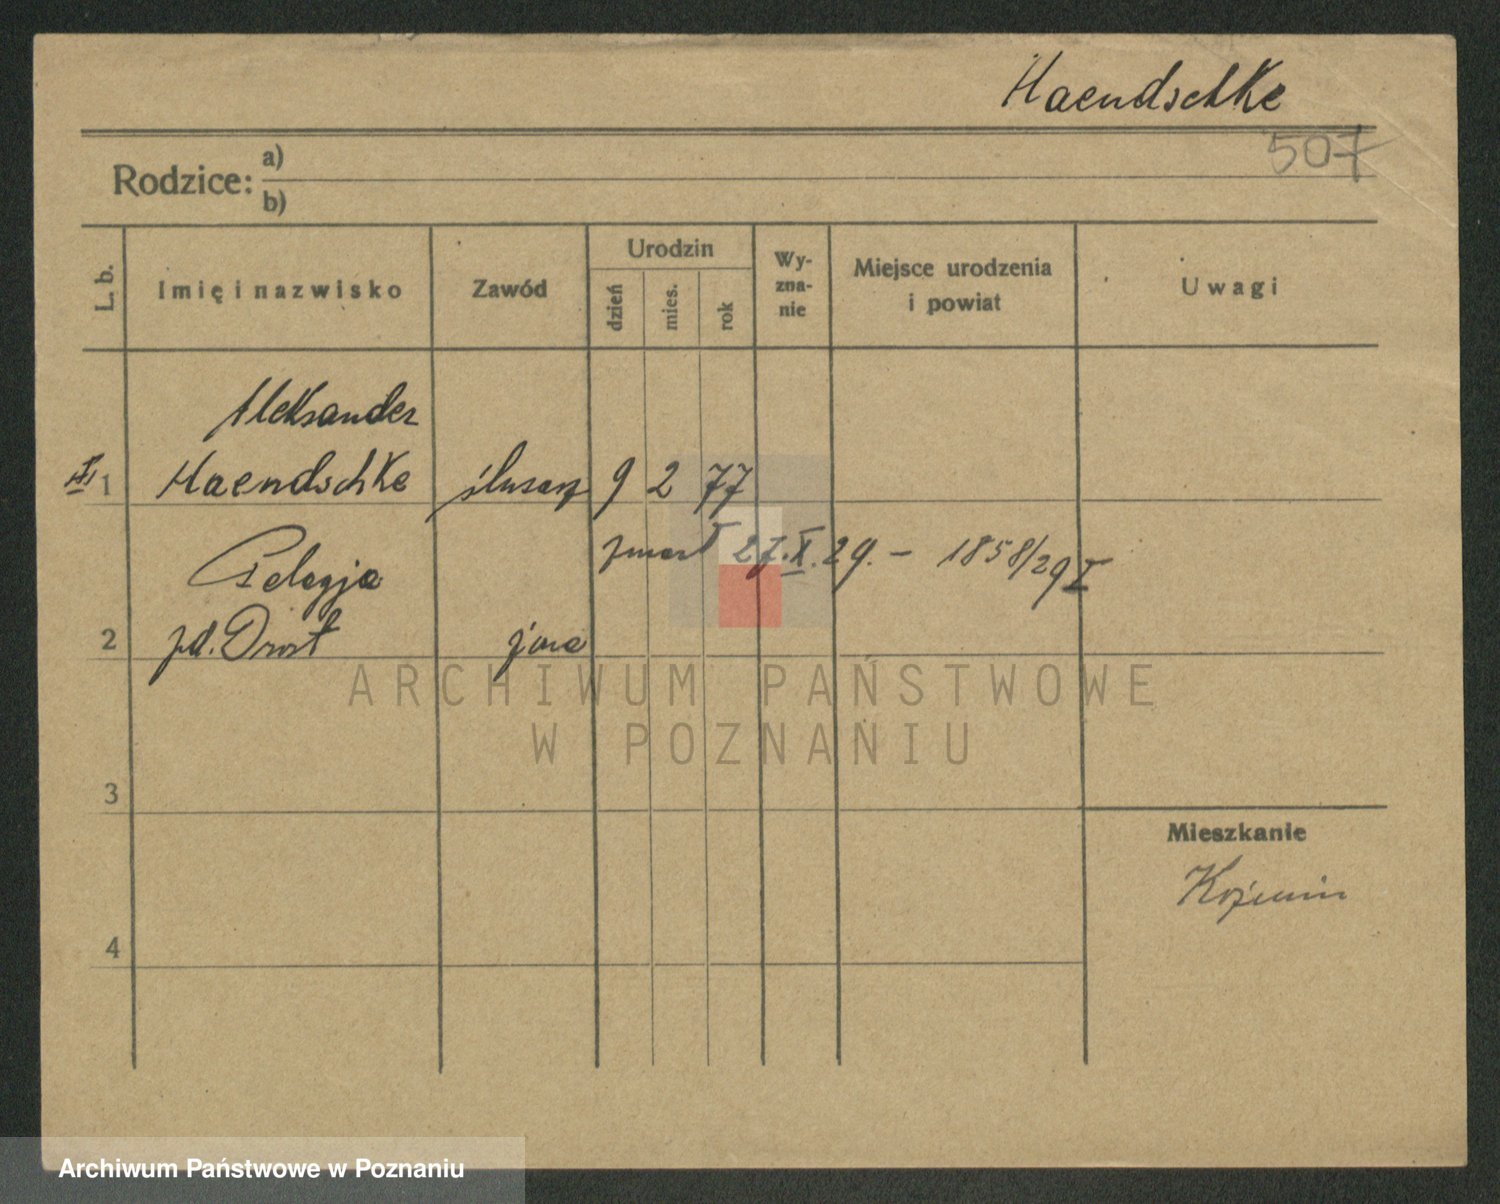 Haendschke
507
Rodzice: a)
b)
L. b.
Imię i nazwisko
Zawód
Urodzin
dzień
mies.
rok
Wy-
zna-
nie
Miejsce urodzenia
i powiat
Uwagi
Aleksander
1 Haendschke ślusarz 9 2 77
zmarł 27.X.29. – 1858/29 I
Pelagja
2 zd. Drost żona
ARCHIWUM PAŃSTWOWE
W POZNANIU
3
Mieszkanie
Koźmin
4
Archiwum Państwowe w Poznaniu